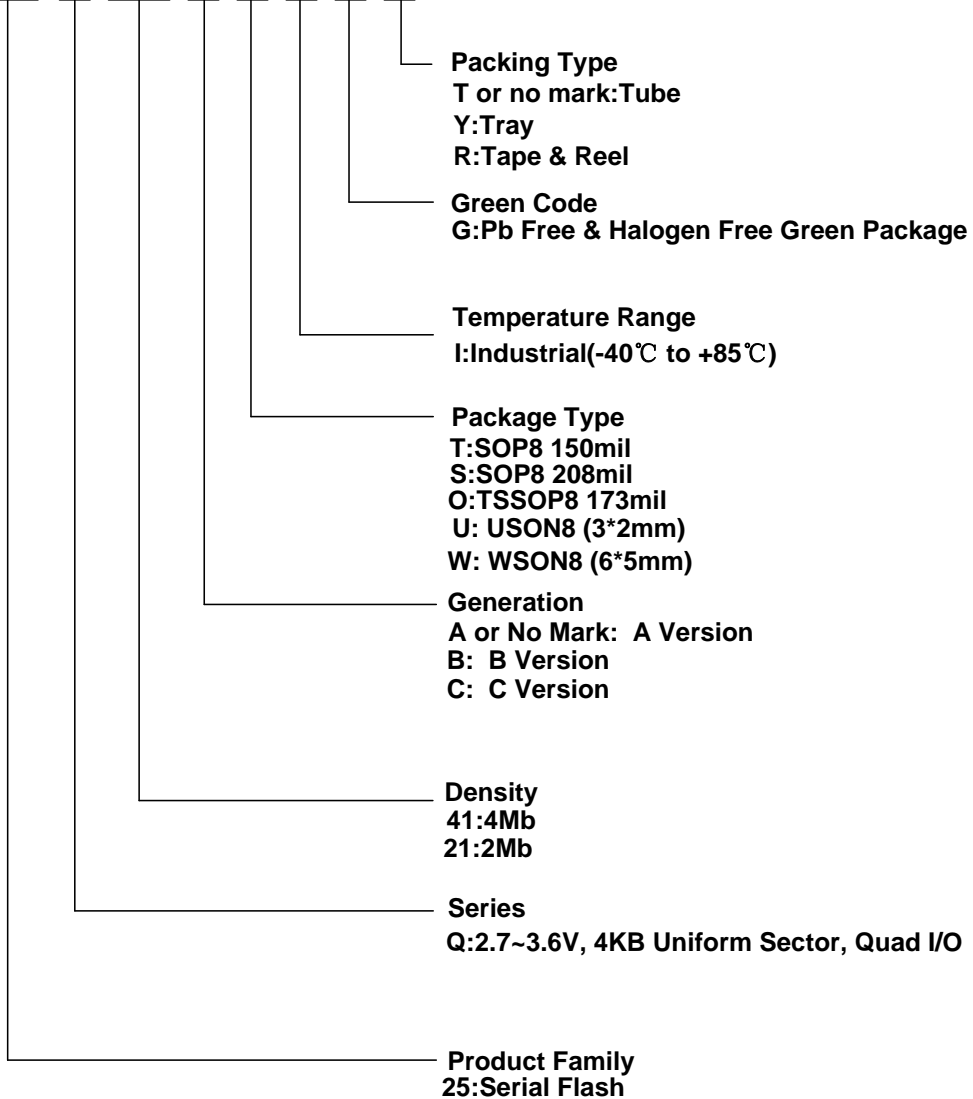 Packing Type
T or no mark:Tube
Y:Tray
R:Tape & Reel
Green Code
G:Pb Free & Halogen Free Green Package
Temperature Range
I:Industrial(-40℃ to +85℃)
Package Type
T:SOP8 150mil
S:SOP8 208mil
O:TSSOP8 173mil
U: USON8 (3*2mm)
W: WSON8 (6*5mm)
Generation
A or No Mark: A Version
B: B Version
C: C Version
Density
41:4Mb
21:2Mb
Series
Q:2.7~3.6V, 4KB Uniform Sector, Quad I/O
Product Family
25:Serial Flash